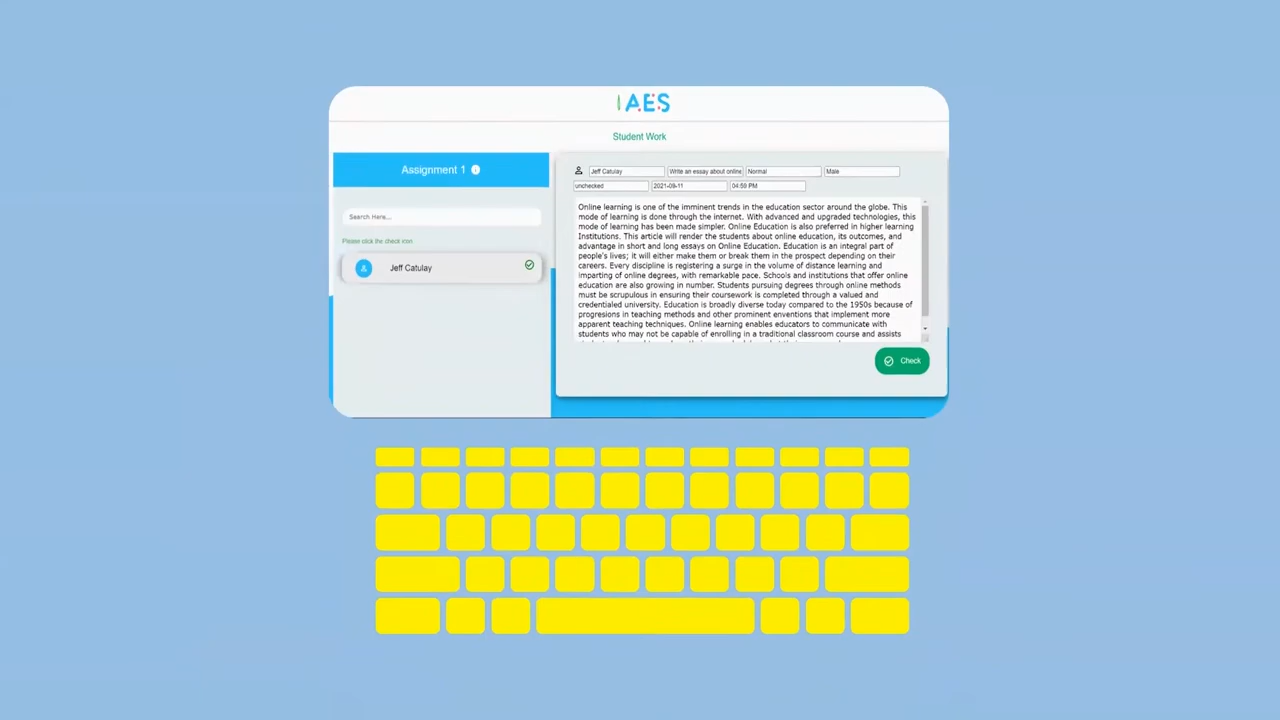 IAES
Student Work
Assignment 1
Search Here...
Please click the check icon
Jeff Catulay
Jeff Catulay
Write an essay about online
Normal
Male
unchecked
2021-09-11
04:59 PM
Online learning is one of the imminent trends in the education sector around the globe. This
mode of learning is done through the internet. With advanced and upgraded technologies, this
mode of learning has been made simpler. Online Education is also preferred in higher learning
Institutions. This article will render the students about online education, its outcomes, and
advantage in short and long essays on Online Education. Education is an integral part of
people's lives; it will either make them or break them in the prospect depending on their
careers. Every discipline is registering a surge in the volume of distance learning and
imparting of online degrees, with remarkable pace. Schools and institutions that offer online
education are also growing in number. Students pursuing degrees through online methods
must be scrupulous in ensuring their coursework is completed through a valued and
credentialed university. Education is broadly diverse today compared to the 1950s because of
progresions in teaching methods and other prominent enventions that implement more
apparent teaching techniques. Online learning enables educators to communicate with
students who may not be capable of enrolling in a traditional classroom course and assists
Check